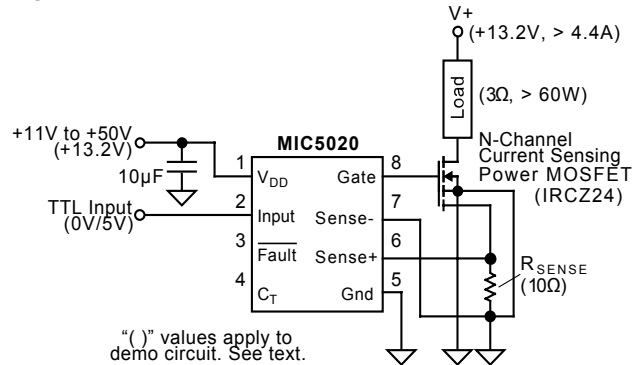 V+
(+13.2V, > 4.4A)
Load
(3Ω, > 60W)
+11V to +50V
(+13.2V)
10µF
TTL Input
(0V/5V)
MIC5020
1
VDD
2
Input
3
Fault
4
CT
8
Gate
7
Sense-
6
Sense+
5
Gnd
N-Channel
Current Sensing
Power MOSFET
(IRCZ24)
RSENSE
(10Ω)
“( )” values apply to
demo circuit. See text.